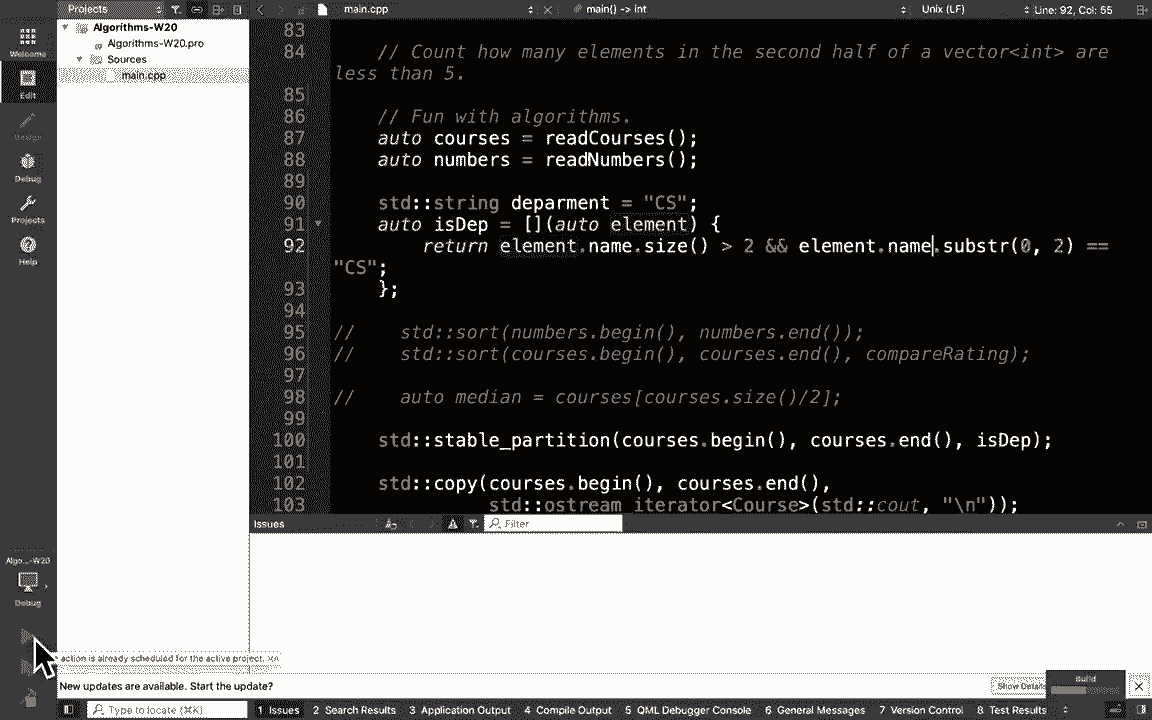 Projects
main.cpp
main() -> int
Unix (LF)
Line: 92, Col: 55
Welcome
Edit
Design
Debug
Projects
Help
Algorithms-W20
Algorithms-W20.pro
Sources
main.cpp
83
84 // Count how many elements in the second half of a vector<int> are
less than 5.
85
86 // Fun with algorithms.
87 auto courses = readCourses();
88 auto numbers = readNumbers();
89
90 std::string deparment = "CS";
91 auto isDep = [](auto element) {
92 return element.name.size() > 2 && element.name.substr(0, 2) ==
"CS";
93 };
94
95 // std::sort(numbers.begin(), numbers.end());
96 // std::sort(courses.begin(), courses.end(), compareRating);
97
98 // auto median = courses[courses.size()/2];
99
100 std::stable_partition(courses.begin(), courses.end(), isDep);
101
102 std::copy(courses.begin(), courses.end(),
103 std::ostream_iterator<Course>(std::cout, "\n"));
Issues
Filter
Algo...-W20
Debug
action is already scheduled for the active project.
New updates are available. Start the update?
Show Details
Build
Type to locate (⌘K)
1 Issues
2 Search Results
3 Application Output
4 Compile Output
5 QML Debugger Console
6 General Messages
7 Version Control
8 Test Results